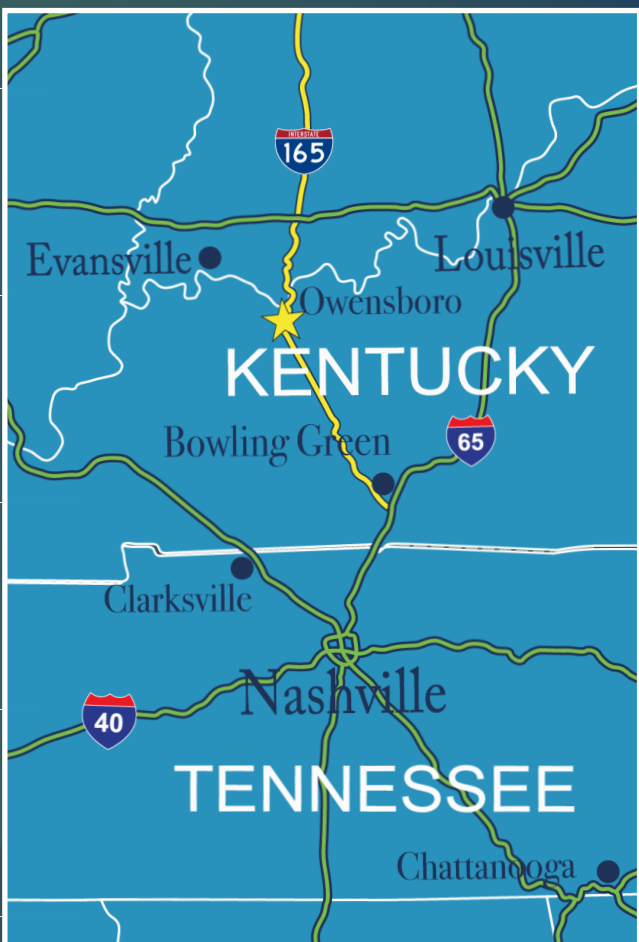 INTERSTATE
165
Evansville
Louisville
Owensboro
KENTUCKY
Bowling Green
65
Clarksville
Nashville
40
TENNESSEE
Chattanooga